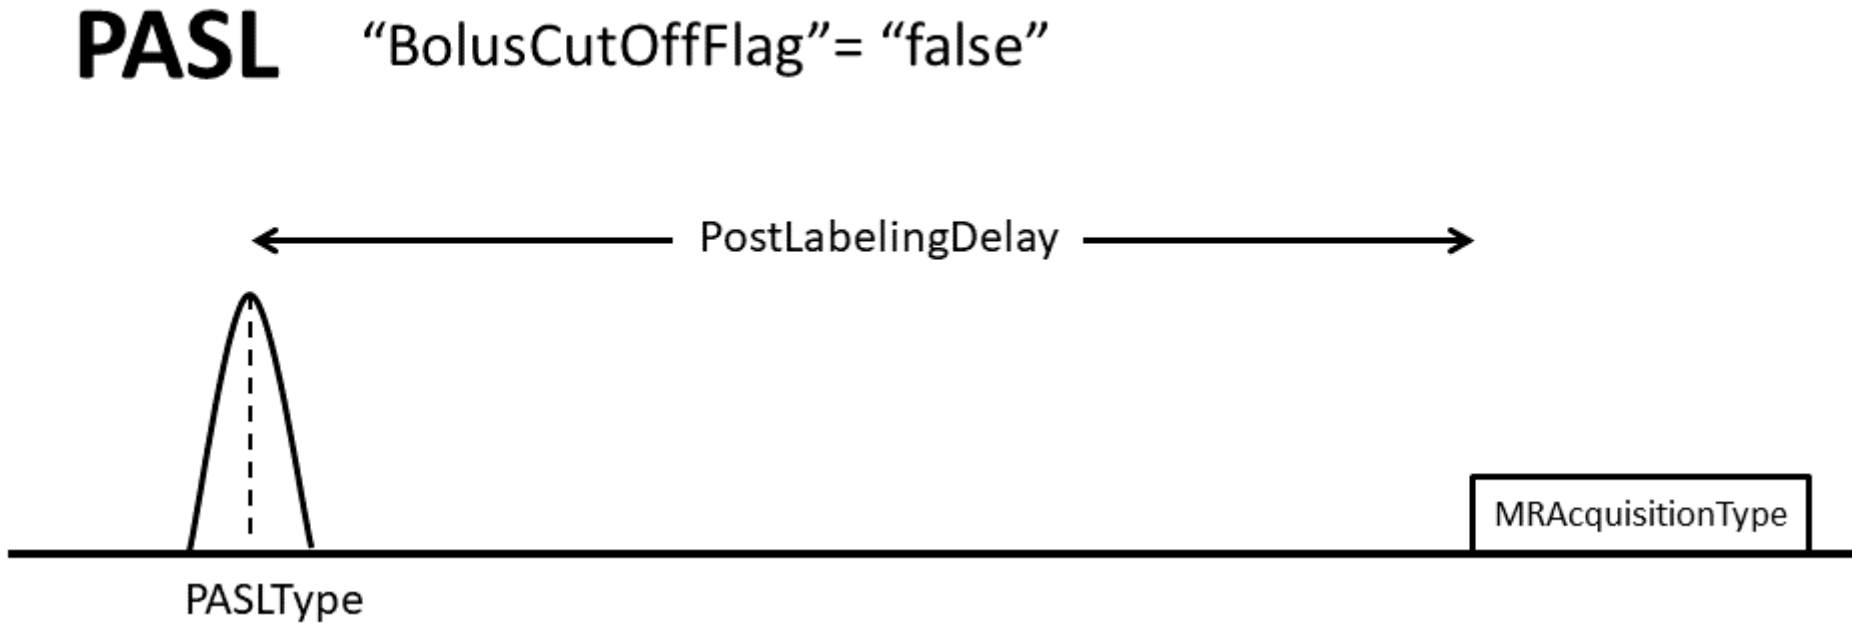 PASL “BolusCutOffFlag”= “false”
PostLabelingDelay
MRAcquisitionType
PASLType